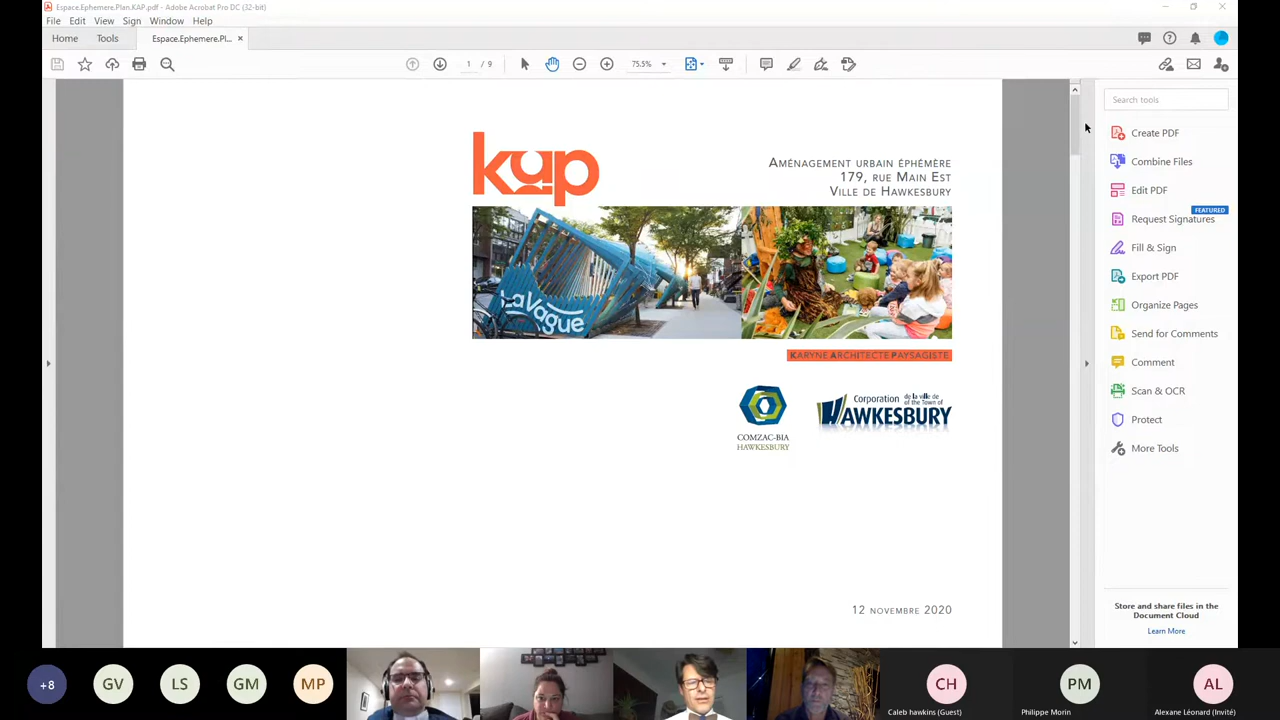 Espace.Ephemere.Plan.KAP.pdf - Adobe Acrobat Pro DC (32-bit)
File Edit View Sign Window Help
Home Tools Espace.Ephemere.Pl... ×
1 / 9 75.5%
Search tools
Create PDF
Combine Files
Edit PDF
FEATURED
Request Signatures
Fill & Sign
Export PDF
Organize Pages
Send for Comments
Comment
Scan & OCR
Protect
More Tools
Store and share files in the
Document Cloud
Learn More
kap
AMÉNAGEMENT URBAIN ÉPHÉMÈRE
179, RUE MAIN EST
VILLE DE HAWKESBURY
LaVague
KARYNE ARCHITECTE PAYSAGISTE
COMZAC-BIA
HAWKESBURY
Corporation de la ville de
of the Town of
HAWKESBURY
12 NOVEMBRE 2020
+8 GV LS GM MP CH PM AL
Caleb hawkins (Guest) Philippe Morin Alexane Léonard (Invité)